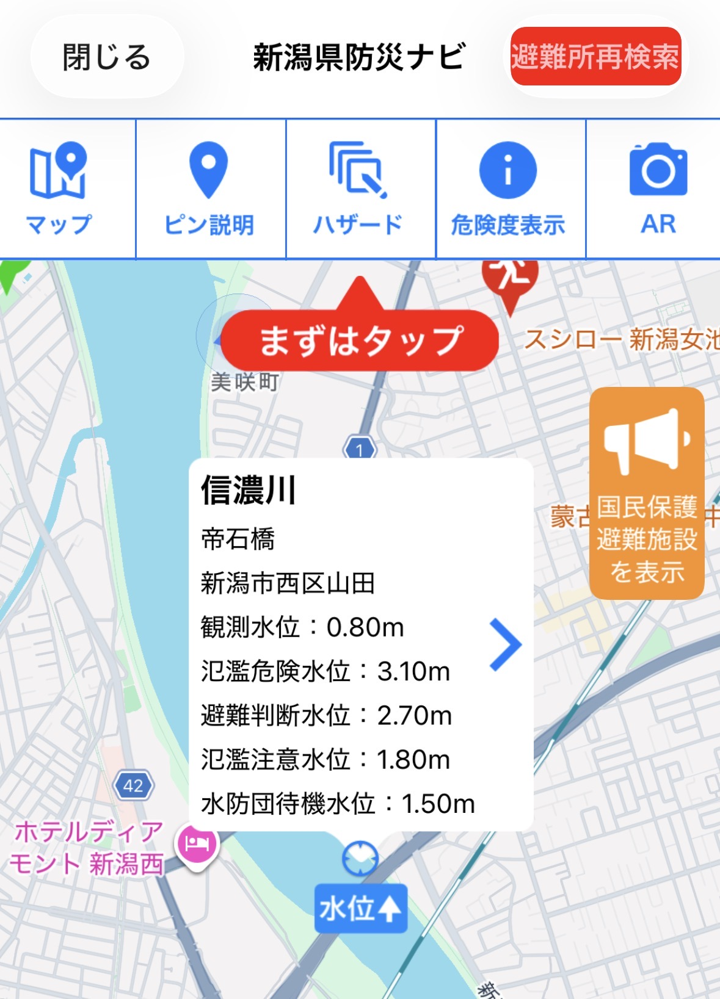 閉じる
新潟県防災ナビ
避難所再検索
マップ
ピン説明
ハザード
危険度表示
AR
まずはタップ
スシロー 新潟女池
美咲町
1
国民保護
避難施設
を表示
蒙古
中
信濃川
帝石橋
新潟市西区山田
観測水位：0.80m
氾濫危険水位：3.10m
避難判断水位：2.70m
氾濫注意水位：1.80m
水防団待機水位：1.50m
42
ホテルディア
モント 新潟西
水位
新